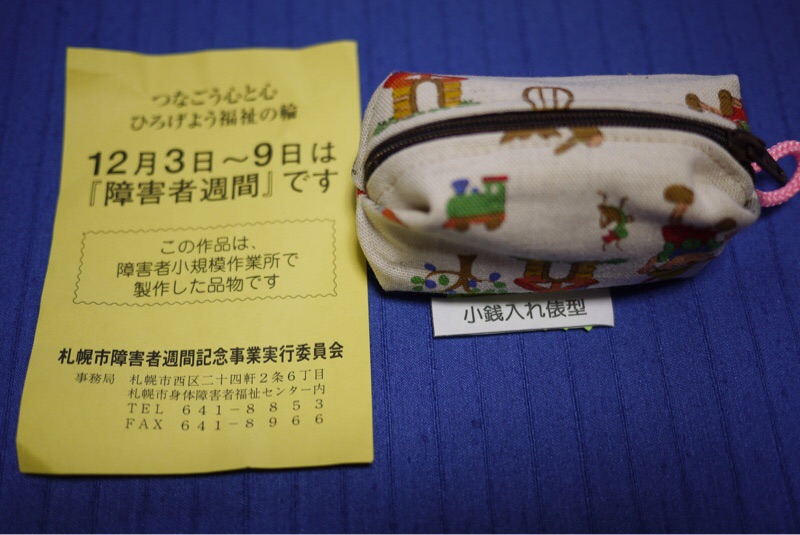 つなごう心と心
ひろげよう福祉の輪
12月3日～9日は
『障害者週間』です
この作品は、
障害者小規模作業所で
製作した品物です
札幌市障害者週間記念事業実行委員会
事務局 札幌市西区二十四軒2条6丁目
札幌市身体障害者福祉センター内
TEL 641-8853
FAX 641-8966
小銭入れ俵型